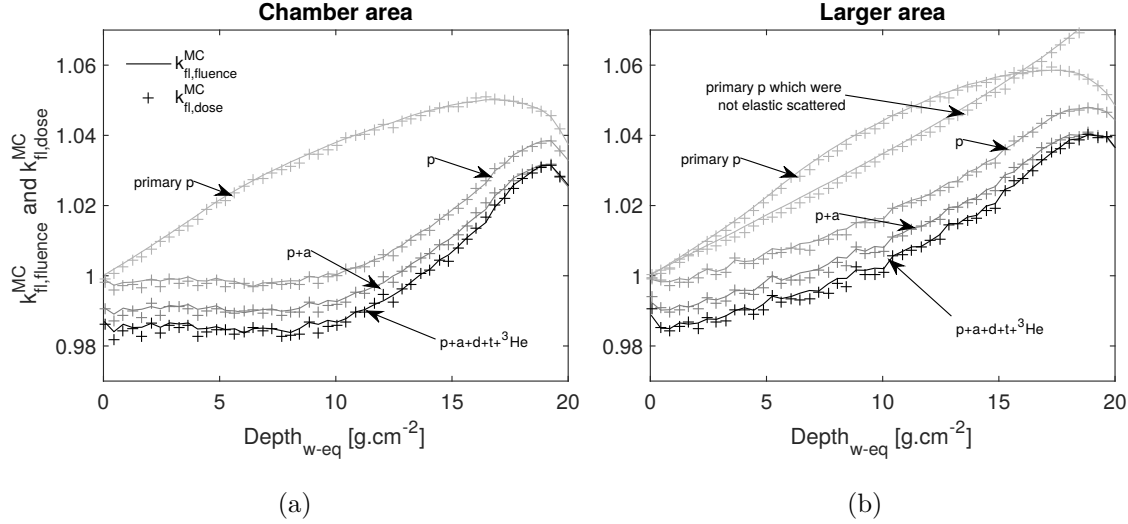 Chamber area
k^MC_fl,fluence and k^MC_fl,dose
1.06
1.04
1.02
1
0.98
k^MC_fl,fluence
k^MC_fl,dose
primary p
p
p+a
p+a+d+t+³He
0 5 10 15 20
Depth_w-eq [g.cm⁻²]
(a)
Larger area
1.06
1.04
1.02
1
0.98
primary p which were
not elastic scattered
primary p
p
p+a
p+a+d+t+³He
0 5 10 15 20
Depth_w-eq [g.cm⁻²]
(b)